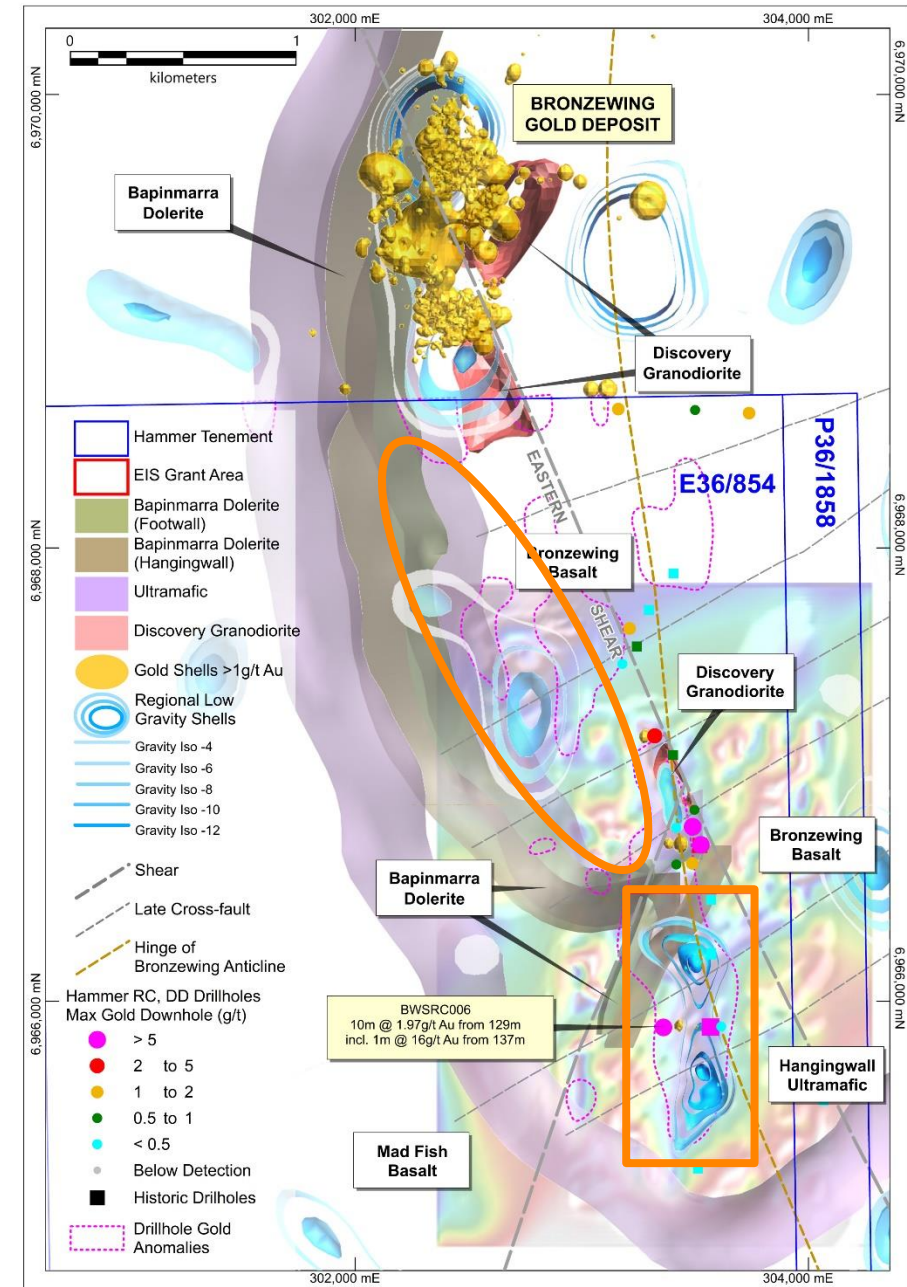 302,000 mE
304,000 mE
0
1
kilometers
6,970,000 mN
6,970,000 mN
BRONZEWING
GOLD DEPOSIT
Bapinmarra
Dolerite
Discovery
Granodiorite
Hammer Tenement
EIS Grant Area
Bapinmarra Dolerite
(Footwall)
Bapinmarra Dolerite
(Hangingwall)
Ultramafic
Discovery Granodiorite
Gold Shells >1g/t Au
Regional Low
Gravity Shells
Gravity Iso -4
Gravity Iso -6
Gravity Iso -8
Gravity Iso -10
Gravity Iso -12
Shear
Late Cross-fault
Hinge of
Bronzewing Anticline
Hammer RC, DD Drillholes
Max Gold Downhole (g/t)
> 5
2 to 5
1 to 2
0.5 to 1
< 0.5
Below Detection
Historic Drillholes
Drillhole Gold
Anomalies
EASTERN
SHEAR
E36/854
P36/1858
6,968,000 mN
6,968,000 mN
Bronzewing
Basalt
Discovery
Granodiorite
Bronzewing
Basalt
Bapinmarra
Dolerite
6,966,000 mN
6,966,000 mN
BWSRC006
10m @ 1.97g/t Au from 129m
incl. 1m @ 16g/t Au from 137m
Hangingwall
Ultramafic
Mad Fish
Basalt
302,000 mE
304,000 mE